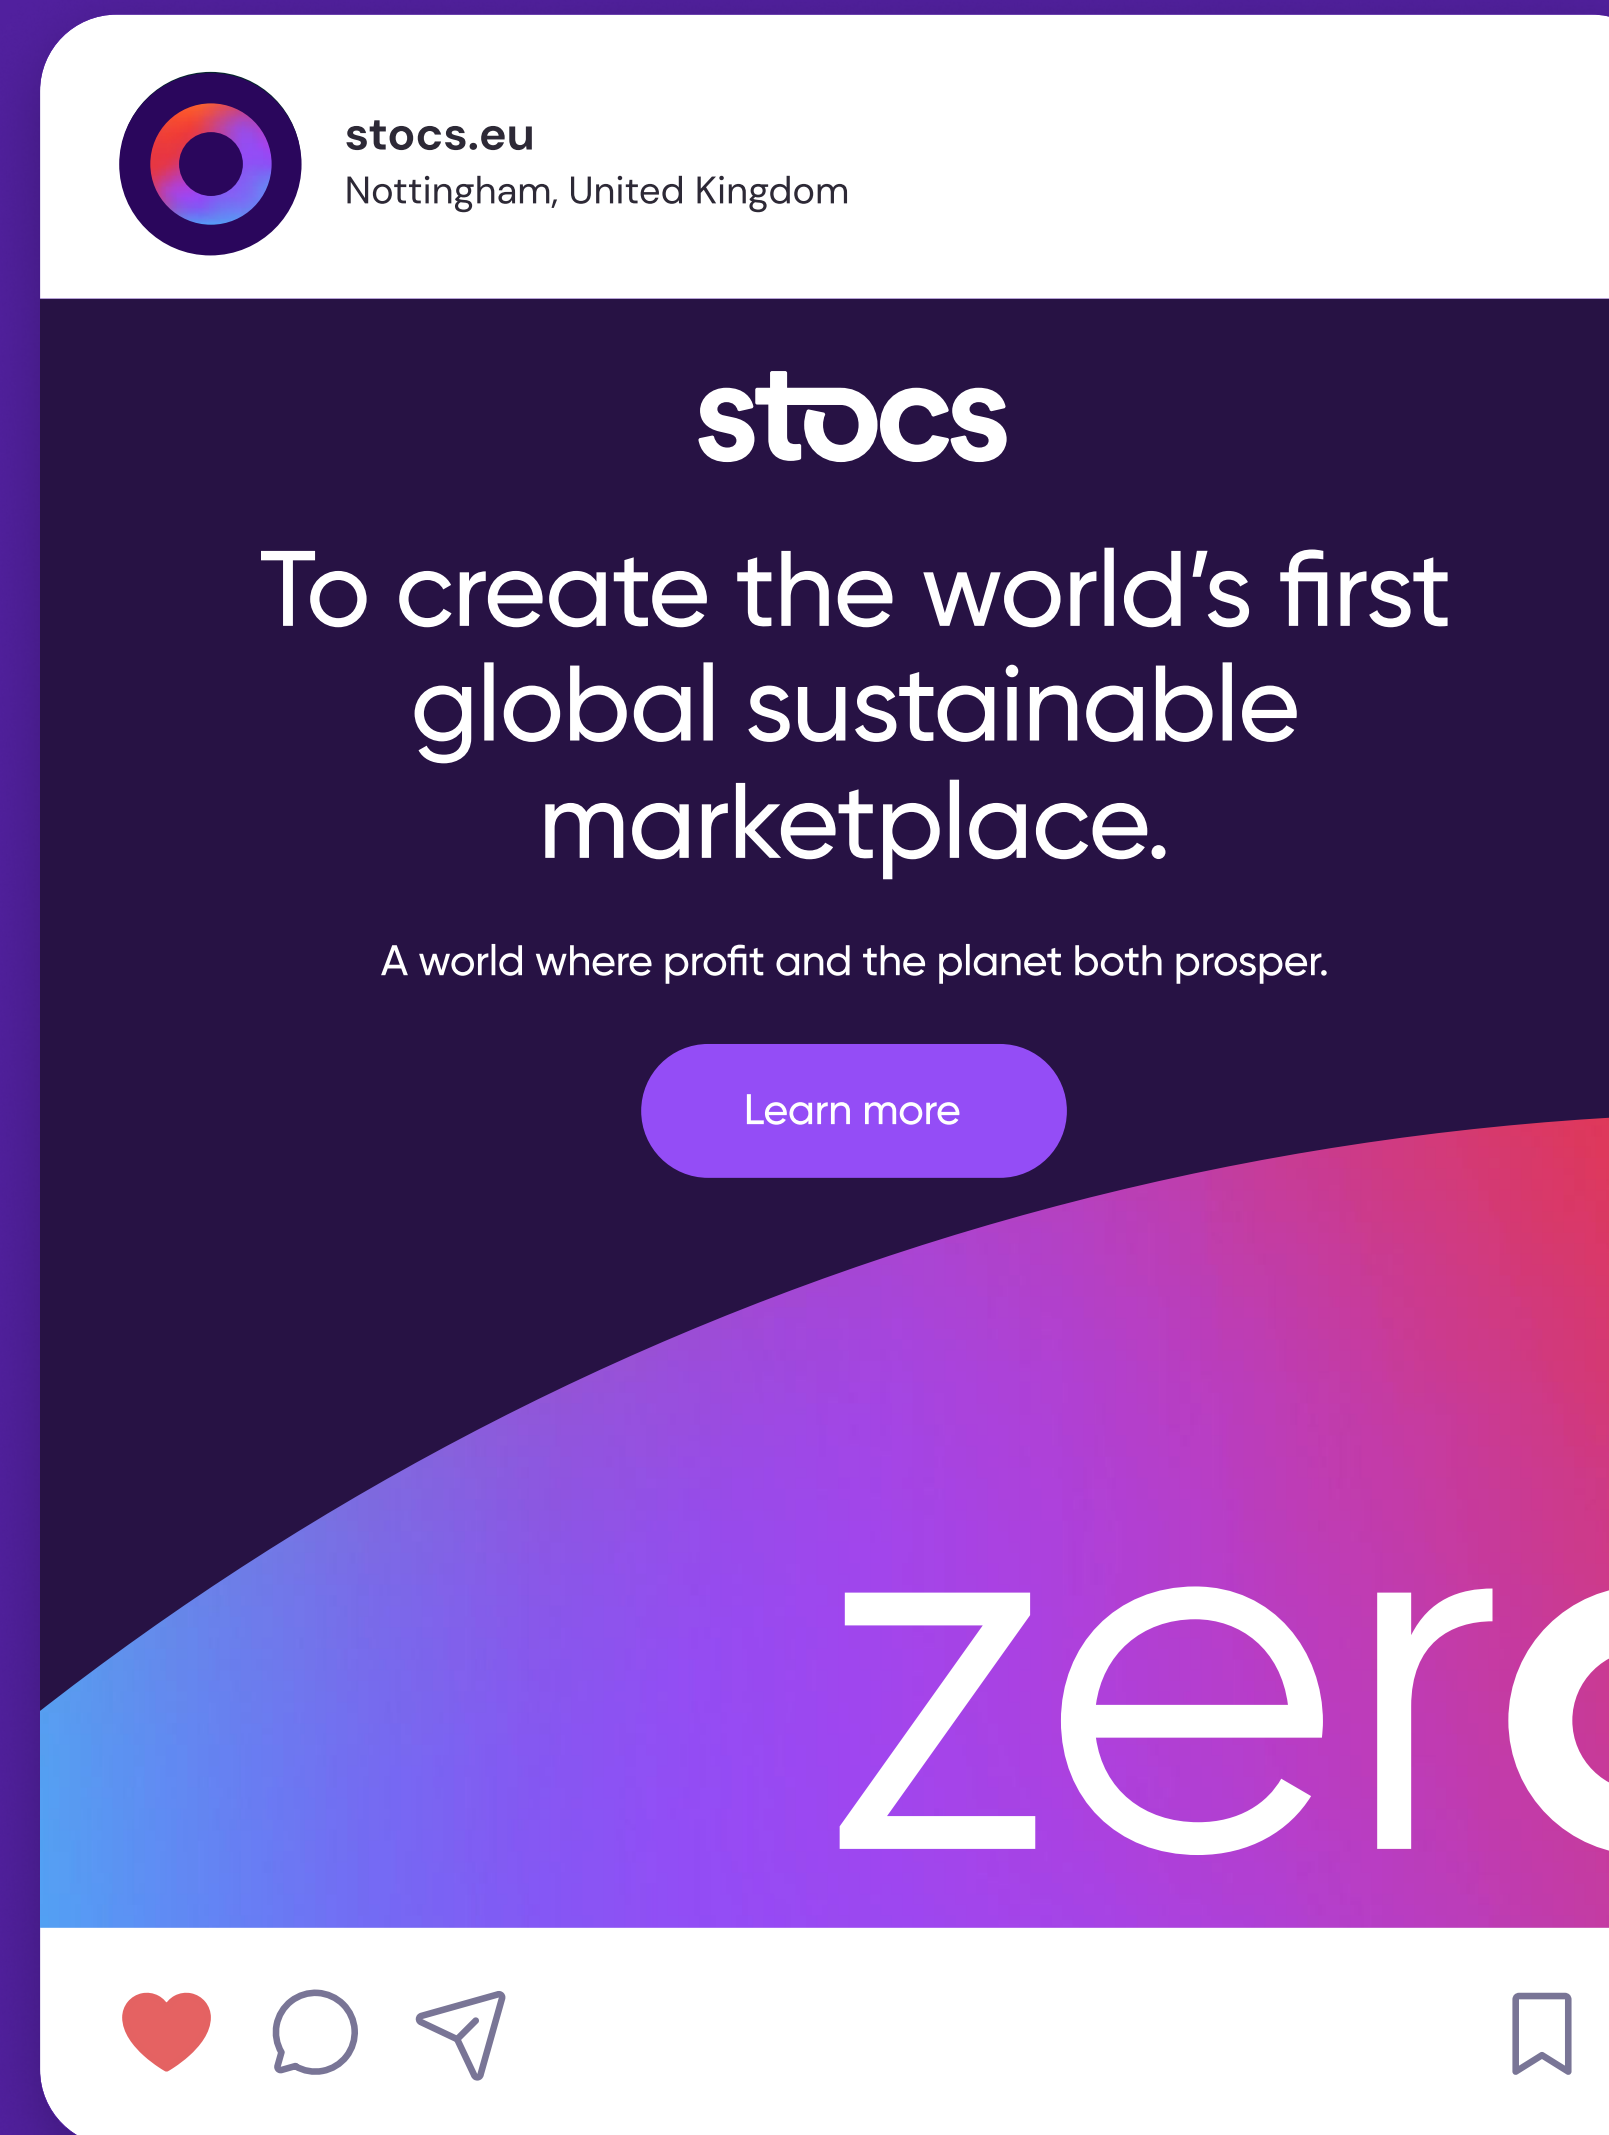 stocs.eu
Nottingham, United Kingdom
stocs
To create the world’s first
global sustainable
marketplace.
A world where profit and the planet both prosper.
Learn more
zero